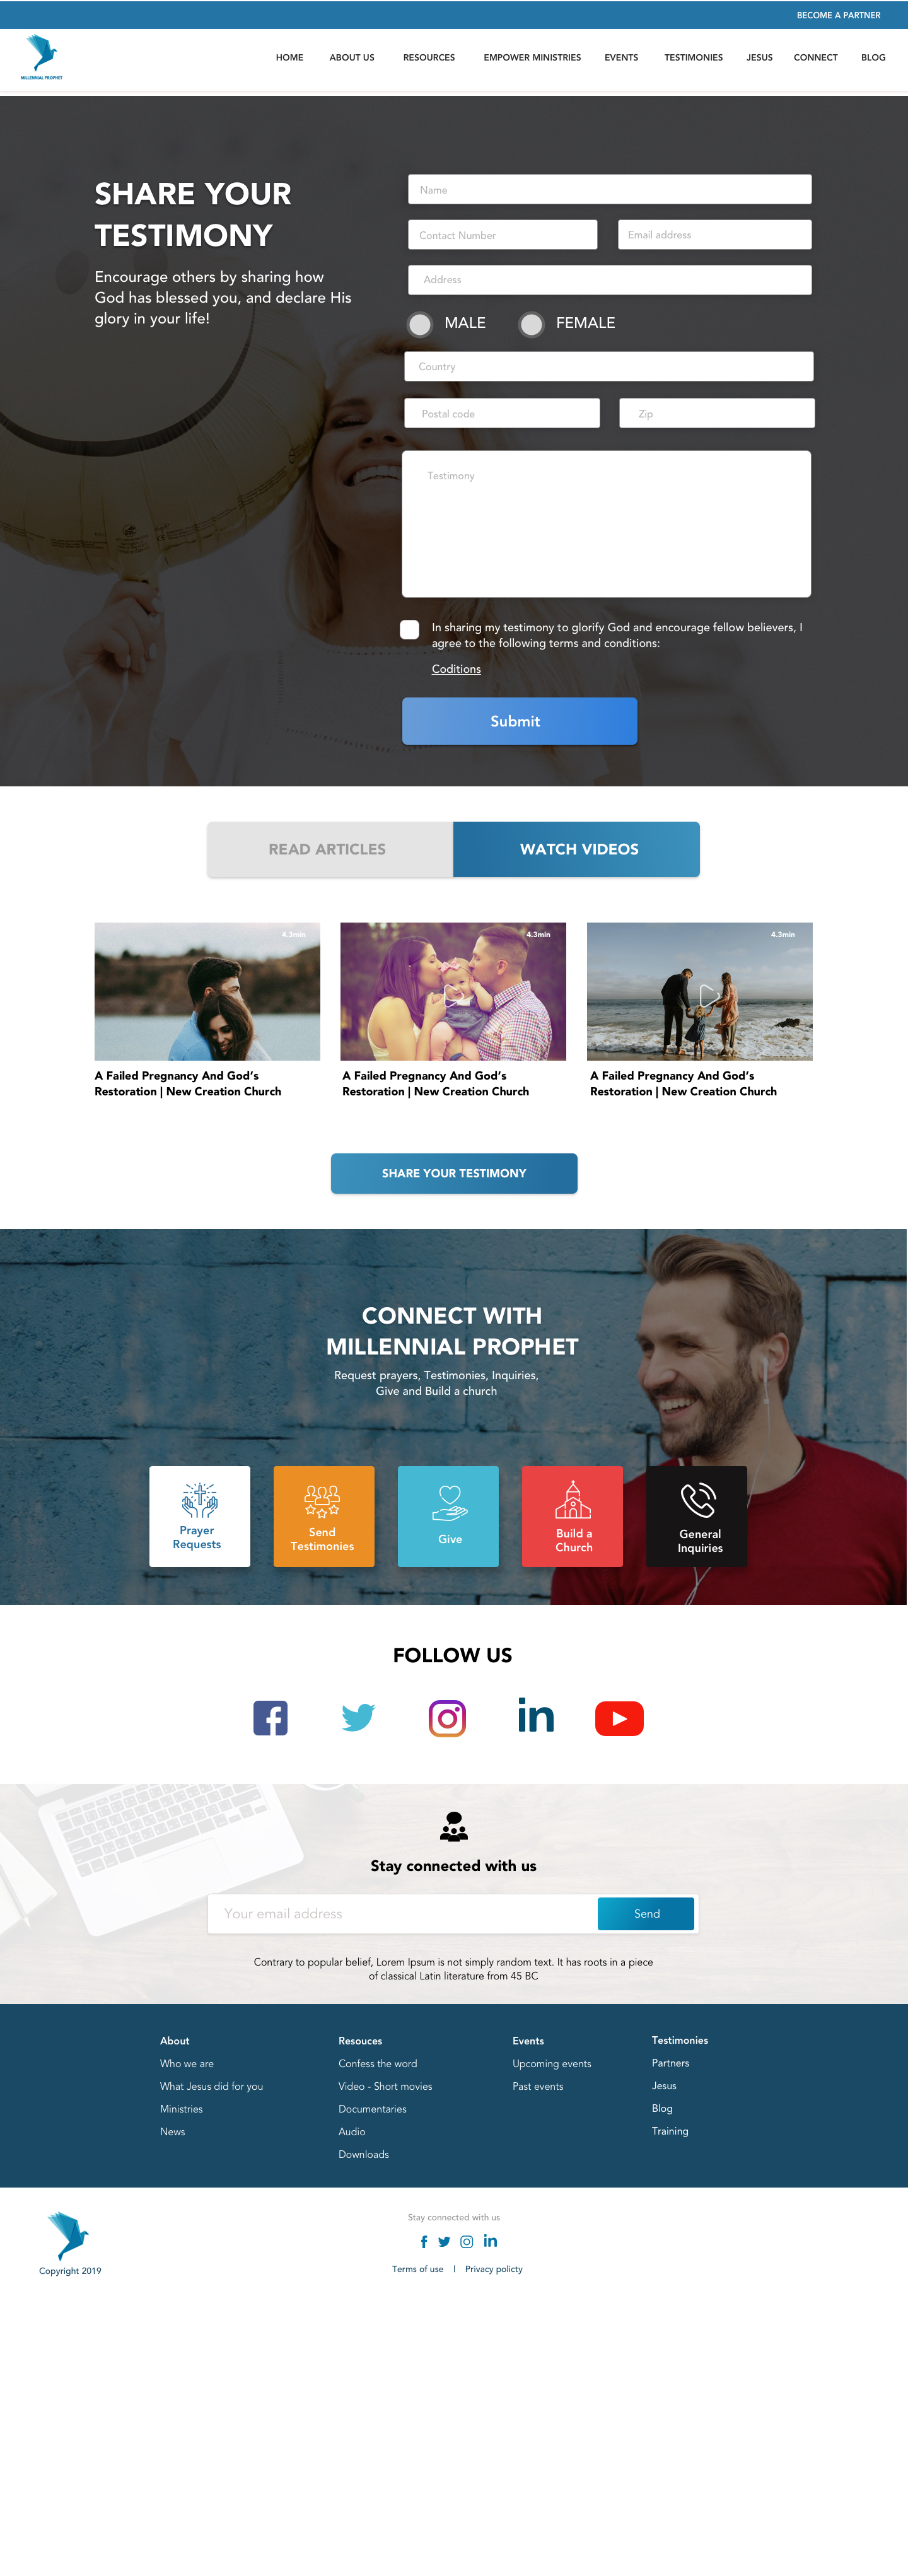 BECOME A PARTNER
MILLENNIAL PROPHET
HOME ABOUT US RESOURCES EMPOWER MINISTRIES EVENTS TESTIMONIES JESUS CONNECT BLOG
SHARE YOUR
TESTIMONY
Encourage others by sharing how
God has blessed you, and declare His
glory in your life!
Name
Contact Number Email address
Address
MALE FEMALE
Country
Postal code Zip
Testimony
In sharing my testimony to glorify God and encourage fellow believers, I
agree to the following terms and conditions:
Coditions
Submit
READ ARTICLES WATCH VIDEOS
4.3min 4.3min 4.3min
A Failed Pregnancy And God’s
Restoration | New Creation Church
A Failed Pregnancy And God’s
Restoration | New Creation Church
A Failed Pregnancy And God’s
Restoration | New Creation Church
SHARE YOUR TESTIMONY
CONNECT WITH
MILLENNIAL PROPHET
Request prayers, Testimonies, Inquiries,
Give and Build a church
Prayer
Requests
Send
Testimonies
Give
Build a
Church
General
Inquiries
FOLLOW US
Stay connected with us
Your email address Send
Contrary to popular belief, Lorem Ipsum is not simply random text. It has roots in a piece
of classical Latin literature from 45 BC
About
Who we are
What Jesus did for you
Ministries
News
Resouces
Confess the word
Video - Short movies
Documentaries
Audio
Downloads
Events
Upcoming events
Past events
Testimonies
Partners
Jesus
Blog
Training
Stay connected with us
Copyright 2019
Terms of use | Privacy policty